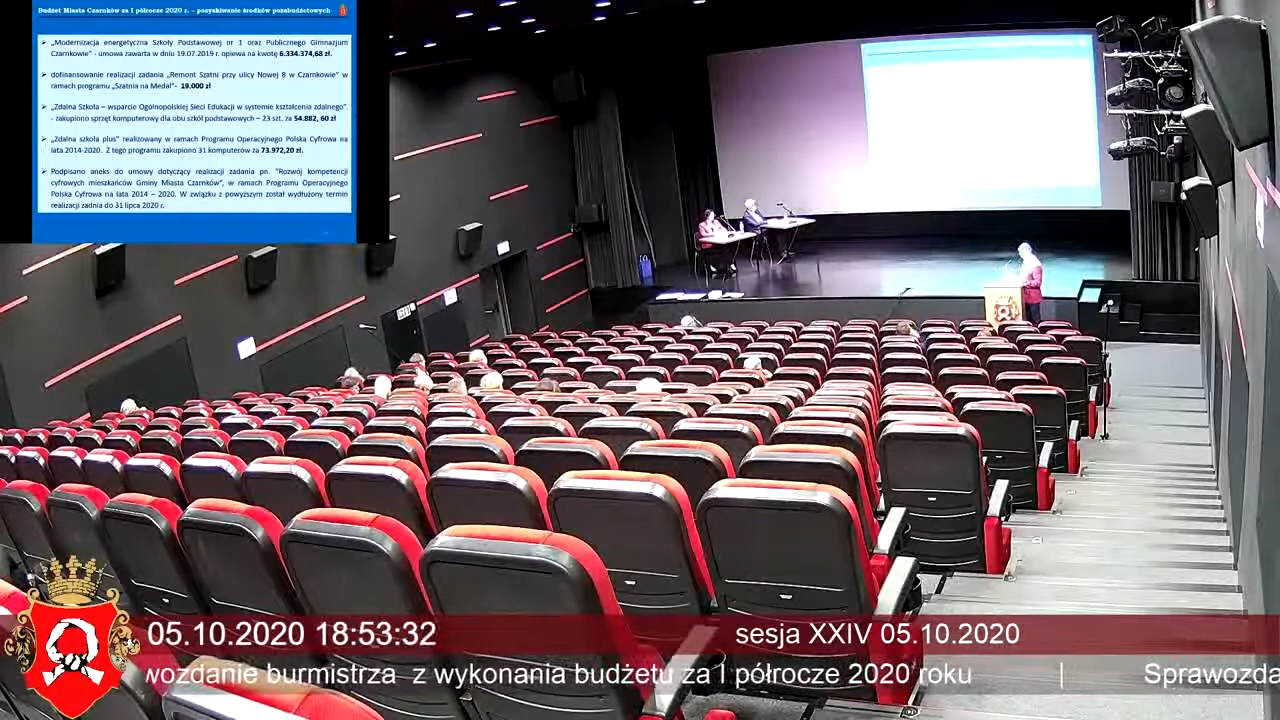 Budżet Miasta Czarnków za I półrocze 2020 r. – pozyskiwanie środków pozabudżetowych
➢ „Modernizacja energetyczna Szkoły Podstawowej nr 1 oraz Publicznego Gimnazjum
Czarnkowie" - umowa zawarta w dniu 19.07.2019 r. opiewa na kwotę 6.334.374,68 zł.
➢ dofinansowanie realizacji zadania „Remont Szatni przy ulicy Nowej 8 w Czarnkowie" w
ramach programu „Szatnia na Medal"- 19.000 zł
➢ „Zdalna Szkoła – wsparcie Ogólnopolskiej Sieci Edukacji w systemie kształcenia zdalnego".
- zakupiono sprzęt komputerowy dla obu szkół podstawowych – 23 szt. za 54.882, 60 zł
➢ „Zdalna szkoła plus" realizowany w ramach Programu Operacyjnego Polska Cyfrowa na
lata 2014-2020. Z tego programu zakupiono 31 komputerów za 73.972,20 zł.
➢ Podpisano aneks do umowy dotyczący realizacji zadania pn. "Rozwój kompetencji
cyfrowych mieszkańców Gminy Miasta Czarnków", w ramach Programu Operacyjnego
Polska Cyfrowa na lata 2014 – 2020. W związku z powyższym został wydłużony termin
realizacji zadnia do 31 lipca 2020 r.
05.10.2020 18:53:32
sesja XXIV 05.10.2020
wozdanie burmistrza z wykonania budżetu za I półrocze 2020 roku | Sprawozda